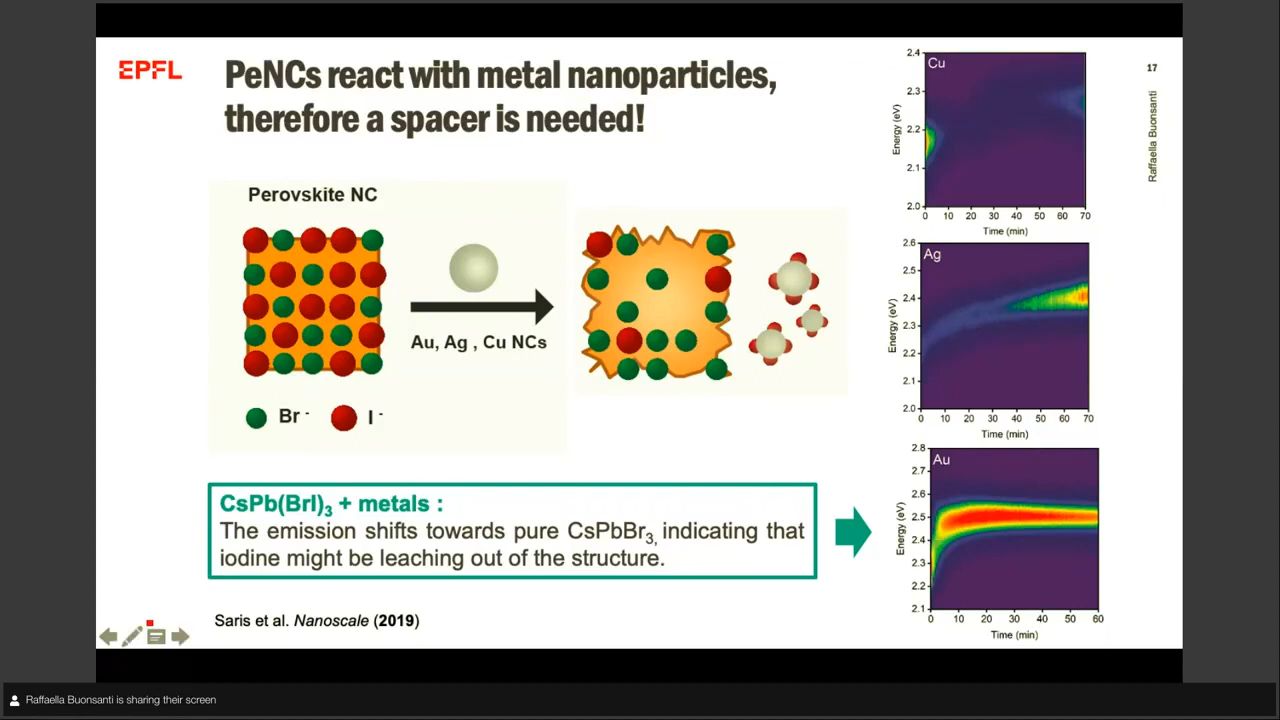 EPFL
PeNCs react with metal nanoparticles,
therefore a spacer is needed!
17
Raffaella Buonsanti
Perovskite NC
Au, Ag , Cu NCs
Br -
I -
CsPb(BrI)3 + metals :
The emission shifts towards pure CsPbBr3, indicating that
iodine might be leaching out of the structure.
Saris et al. Nanoscale (2019)
Cu
Energy (eV)
2.4
2.3
2.2
2.1
2.0
0 10 20 30 40 50 60 70
Time (min)
Ag
Energy (eV)
2.6
2.5
2.4
2.3
2.2
2.1
2.0
0 10 20 30 40 50 60 70
Time (min)
Au
Energy (eV)
2.8
2.7
2.6
2.5
2.4
2.3
2.2
2.1
0 10 20 30 40 50 60
Time (min)
Raffaella Buonsanti is sharing their screen